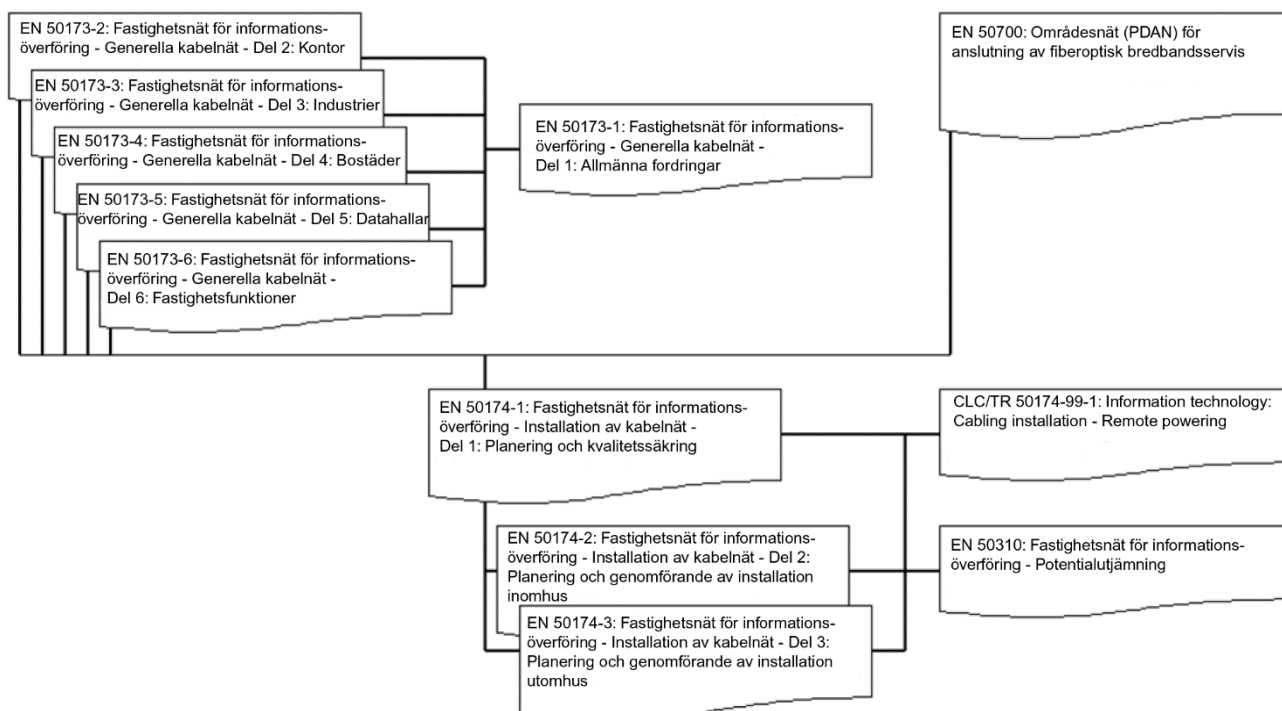 EN 50173-2: Fastighetsnät för informations-
överföring - Generella kabelnät - Del 2: Kontor
EN 50173-3: Fastighetsnät för informations-
överföring - Generella kabelnät - Del 3: Industrier
EN 50173-4: Fastighetsnät för informations-
överföring - Generella kabelnät - Del 4: Bostäder
EN 50173-5: Fastighetsnät för informations-
överföring - Generella kabelnät - Del 5: Datahallar
EN 50173-6: Fastighetsnät för informations-
överföring - Generella kabelnät -
Del 6: Fastighetsfunktioner
EN 50173-1: Fastighetsnät för informations-
överföring - Generella kabelnät -
Del 1: Allmänna fordringar
EN 50700: Områdesnät (PDAN) för
anslutning av fiberoptisk bredbandsservis
EN 50174-1: Fastighetsnät för informations-
överföring - Installation av kabelnät -
Del 1: Planering och kvalitetssäkring
CLC/TR 50174-99-1: Information technology:
Cabling installation - Remote powering
EN 50174-2: Fastighetsnät för informations-
överföring - Installation av kabelnät - Del 2:
Planering och genomförande av installation
inomhus
EN 50310: Fastighetsnät för informations-
överföring - Potentialutjämning
EN 50174-3: Fastighetsnät för informations-
överföring - Installation av kabelnät - Del 3:
Planering och genomförande av installation
utomhus